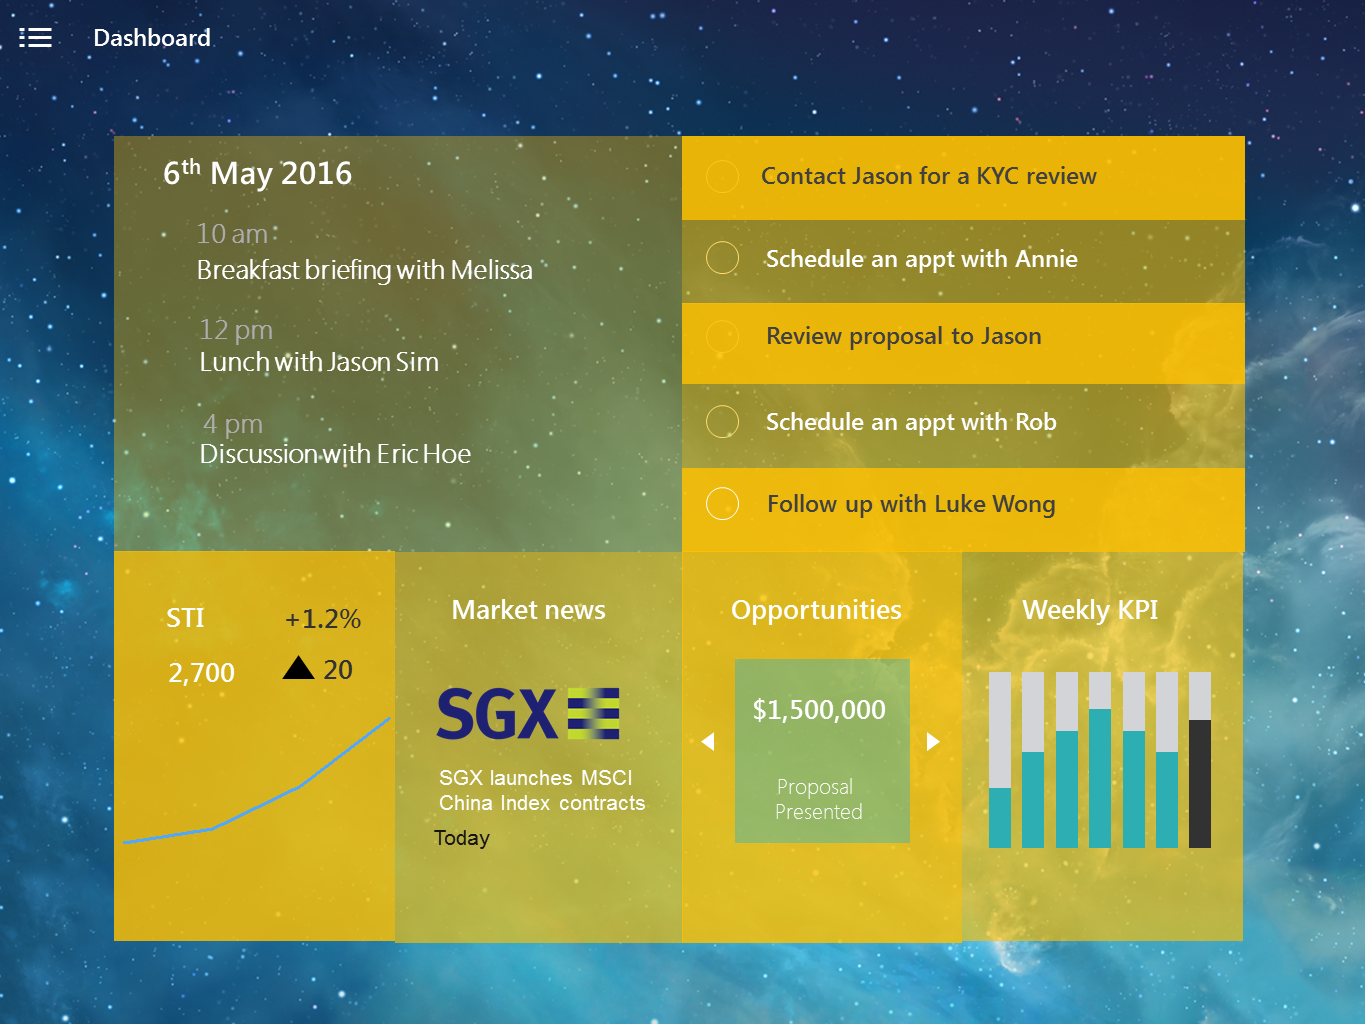 Dashboard
6th May 2016
10 am
Breakfast briefing with Melissa
12 pm
Lunch with Jason Sim
4 pm
Discussion with Eric Hoe
Contact Jason for a KYC review
Schedule an appt with Annie
Review proposal to Jason
Schedule an appt with Rob
Follow up with Luke Wong
STI +1.2%
2,700 20
Market news
SGX
SGX launches MSCI
China Index contracts
Today
Opportunities
$1,500,000
Proposal
Presented
Weekly KPI